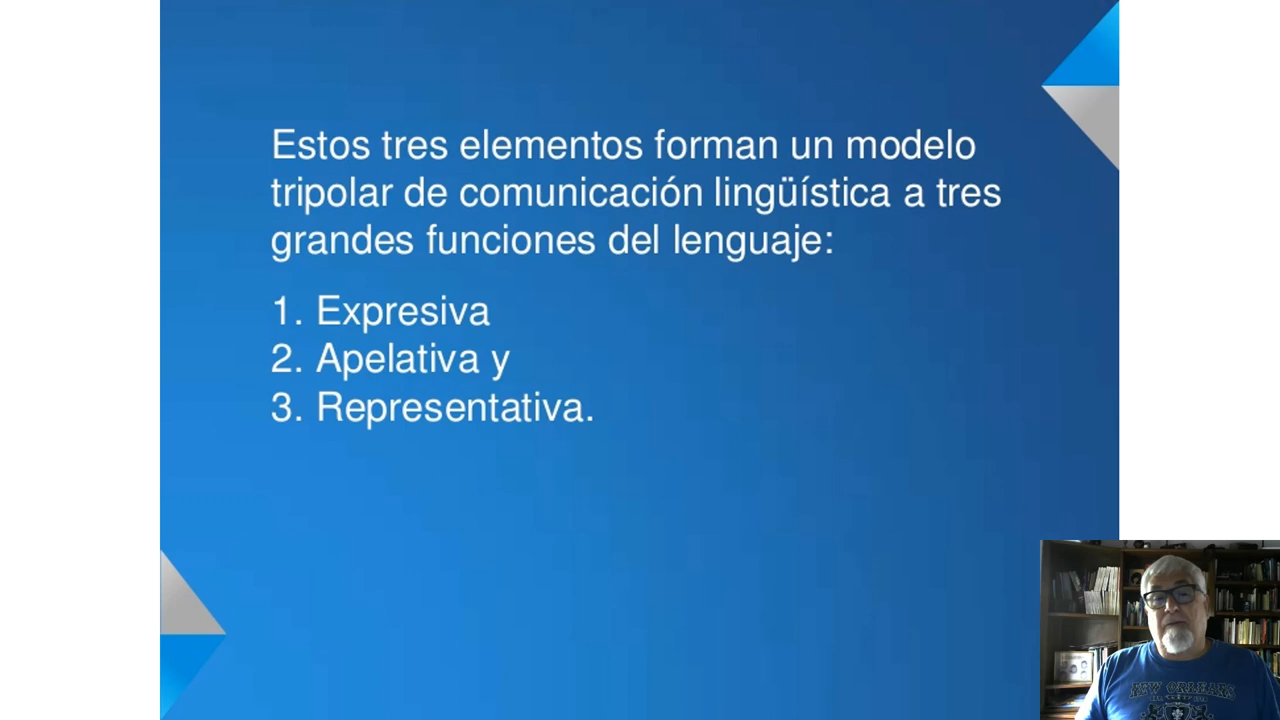 Estos tres elementos forman un modelo
tripolar de comunicación lingüística a tres
grandes funciones del lenguaje:
1. Expresiva
2. Apelativa y
3. Representativa.
NEW ORLEANS